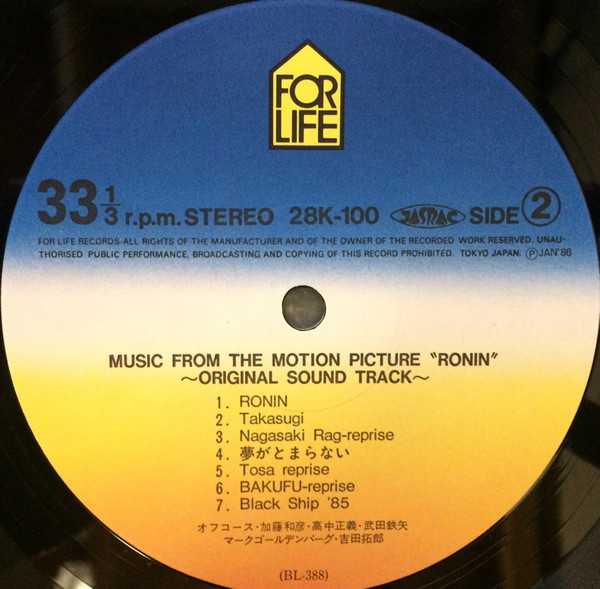 FOR
LIFE
33 1/3 r.p.m. STEREO 28K-100 JASRAC SIDE ②
FOR LIFE RECORDS-ALL RIGHTS OF THE MANUFACTURER AND OF THE OWNER OF THE RECORDED WORK RESERVED. UNAU-
THORISED PUBLIC PERFORMANCE, BROADCASTING AND COPYING OF THIS RECORD PROHIBITED. TOKYO JAPAN. ℗JAN'86
MUSIC FROM THE MOTION PICTURE "RONIN"
〜ORIGINAL SOUND TRACK〜
1. RONIN
2. Takasugi
3. Nagasaki Rag-reprise
4. 夢がとまらない
5. Tosa reprise
6. BAKUFU-reprise
7. Black Ship '85
オフコース・加藤和彦・高中正義・武田鉄矢
マークゴールデンバーグ・吉田拓郎
(BL-388)